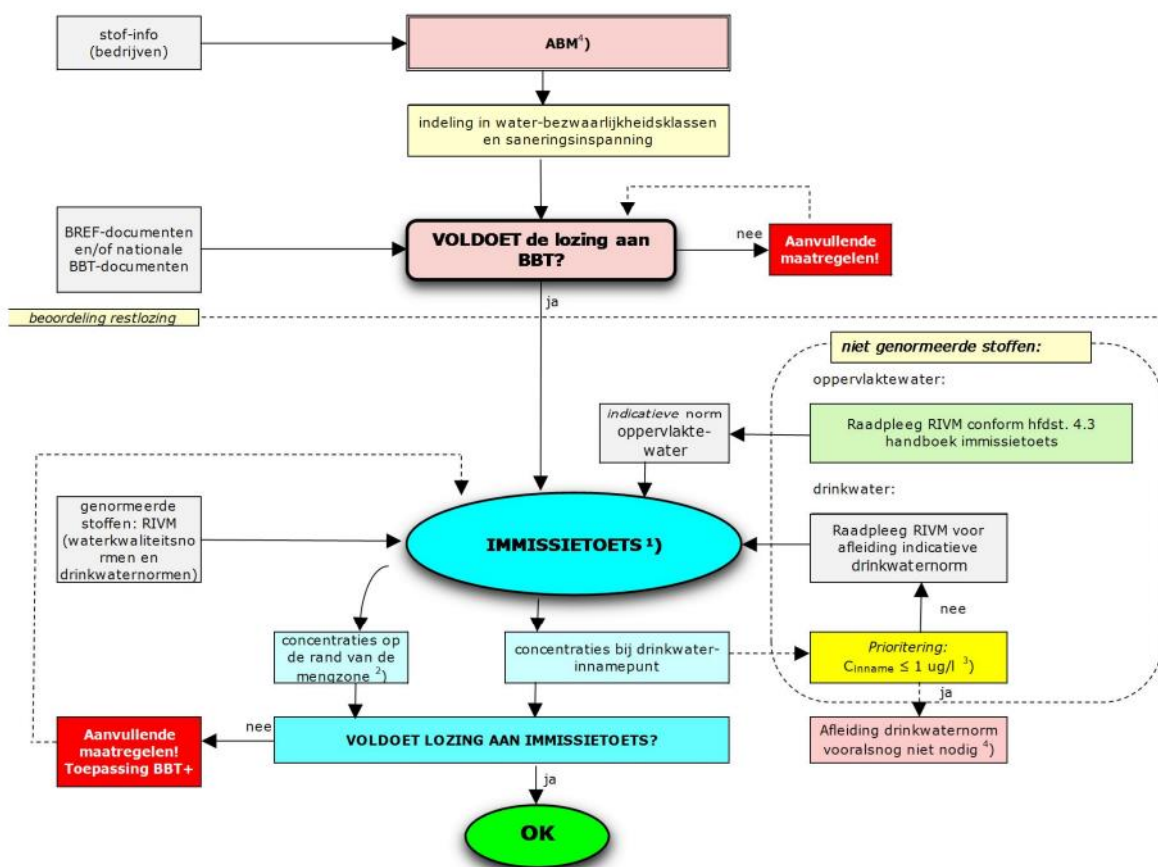 stof-info
(bedrijven)
ABM⁴)
indeling in water-bezwaarlijkheidsklassen
en saneringsinspanning
BREF-documenten
en/of nationale
BBT-documenten
VOLDOET de lozing aan
BBT?
nee
Aanvullende
maatregelen!
ja
beoordeling restlozing
niet genormeerde stoffen:
oppervlaktewater:
indicatieve norm
oppervlakte-
water
Raadpleeg RIVM conform hfdst. 4.3
handboek immissietoets
drinkwater:
genormeerde
stoffen: RIVM
(waterkwaliteitsno
rmen en
drinkwaternormen)
IMMISSIETOETS ¹)
Raadpleeg RIVM voor
afleiding indicatieve
drinkwaternorm
nee
concentraties op
de rand van de
mengzone ²)
concentraties bij drinkwater-
innamepunt
Prioritering:
Cinname ≤ 1 ug/l ³)
ja
Aanvullende
maatregelen!
Toepassing BBT+
nee
VOLDOET LOZING AAN IMMISSIETOETS?
Afleiding drinkwaternorm
vooralsnog niet nodig ⁴)
ja
OK